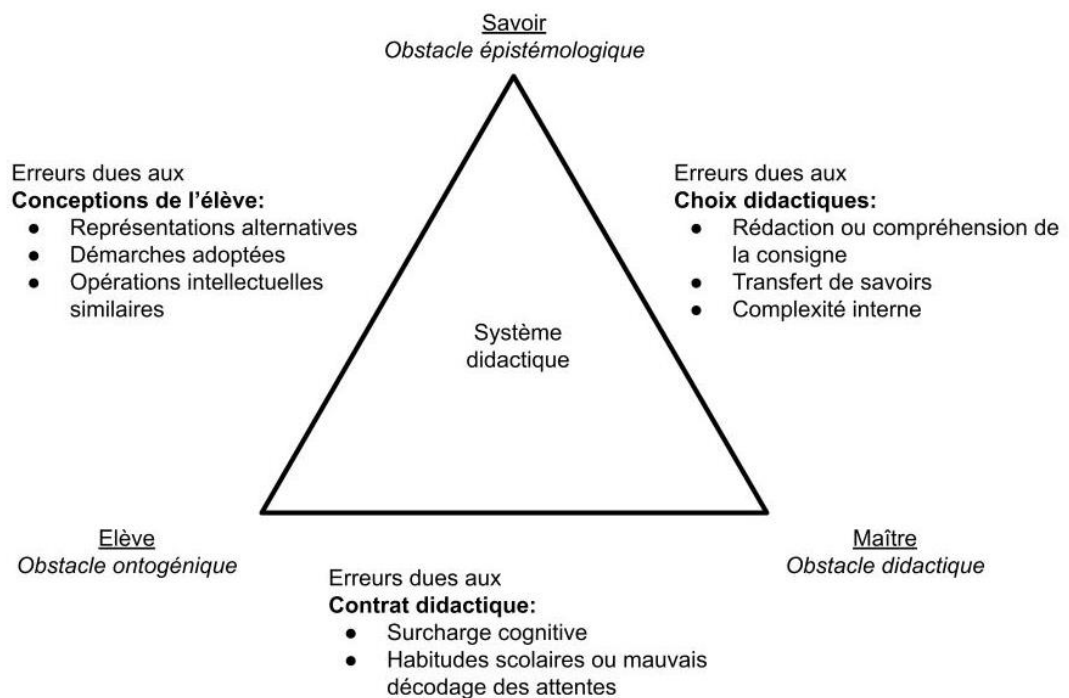 Savoir
Obstacle épistémologique
Erreurs dues aux
Conceptions de l'élève:
● Représentations alternatives
● Démarches adoptées
● Opérations intellectuelles
similaires
Erreurs dues aux
Choix didactiques:
● Rédaction ou compréhension de
la consigne
● Transfert de savoirs
● Complexité interne
Système
didactique
Elève
Obstacle ontogénique
Maître
Obstacle didactique
Erreurs dues aux
Contrat didactique:
● Surcharge cognitive
● Habitudes scolaires ou mauvais
décodage des attentes